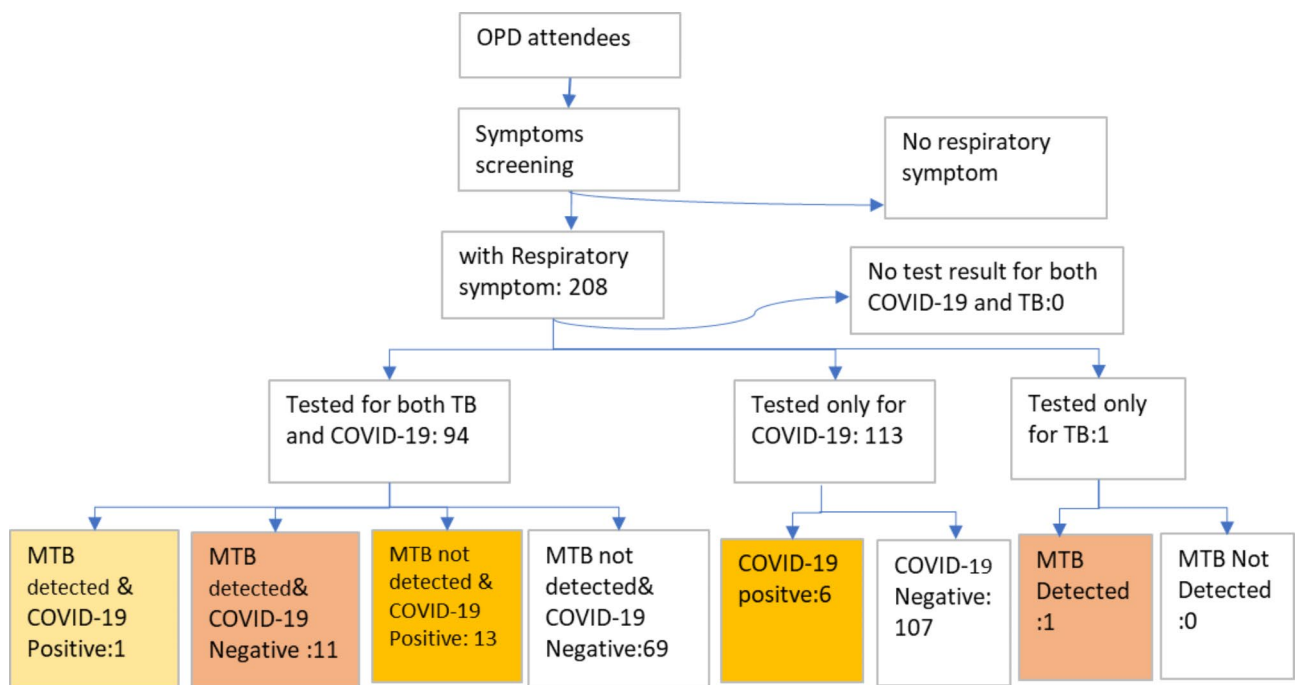 OPD attendees
Symptoms
screening
No respiratory
symptom
with Respiratory
symptom: 208
No test result for both
COVID-19 and TB:0
Tested for both TB
and COVID-19: 94
Tested only for
COVID-19: 113
Tested only
for TB:1
MTB
detected &
COVID-19
Positive:1
MTB
detected&
COVID-19
Negative :11
MTB not
detected &
COVID-19
Positive: 13
MTB not
detected&
COVID-19
Negative:69
COVID-19
positve:6
COVID-19
Negative:
107
MTB
Detected
:1
MTB Not
Detected
:0